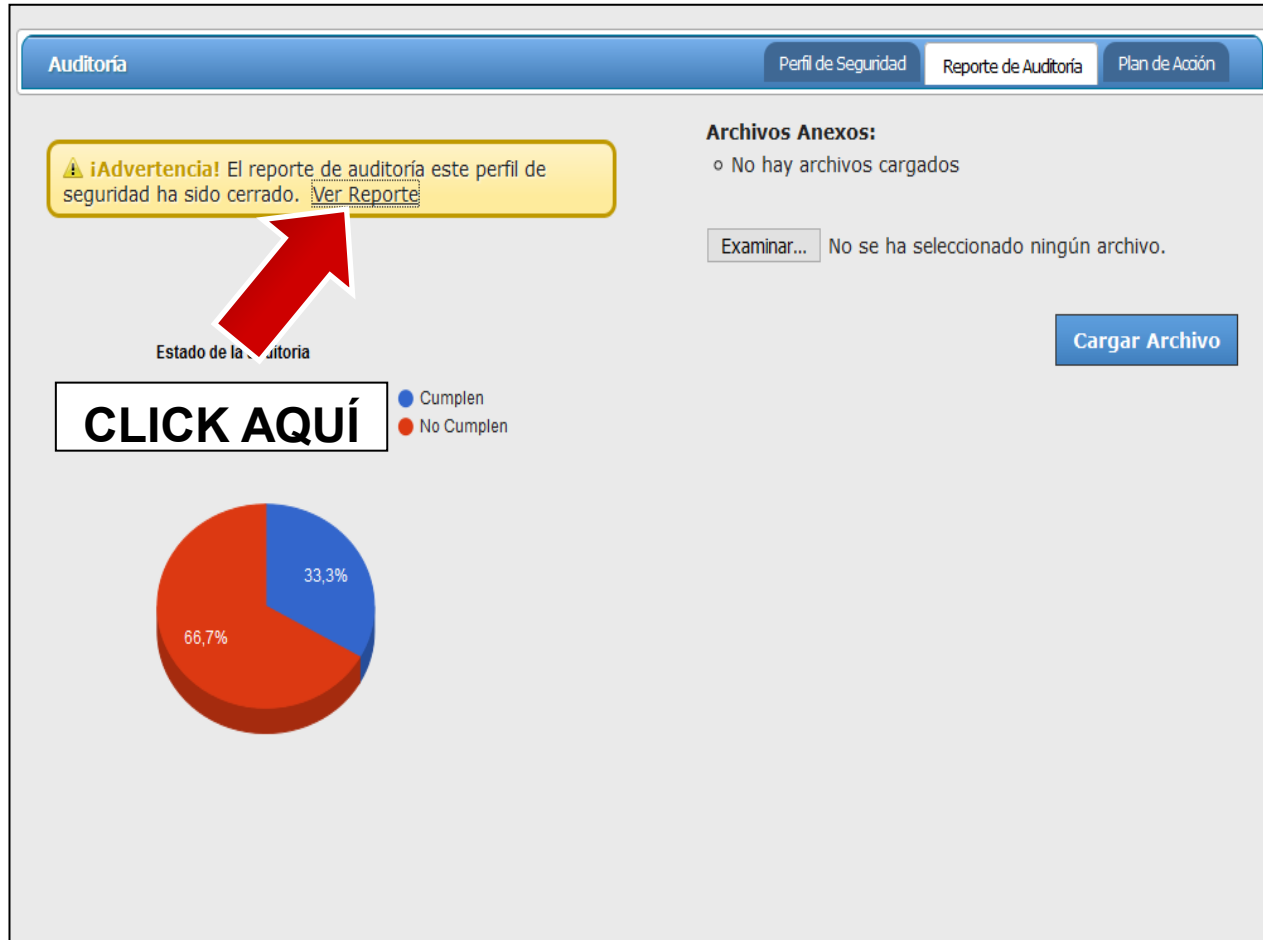 Auditoría
Perfil de Seguridad
Reporte de Auditoría
Plan de Acción
¡Advertencia! El reporte de auditoría este perfil de
seguridad ha sido cerrado. Ver Reporte
Archivos Anexos:
No hay archivos cargados
Examinar... No se ha seleccionado ningún archivo.
Cargar Archivo
Estado de la
CLICK AQUÍ
Cumplen
No Cumplen
33,3%
66,7%